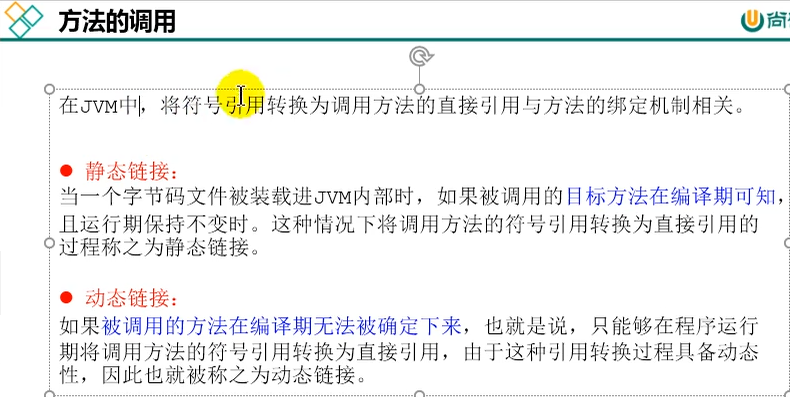 方法的调用
尚
在JVM中，将符号引用转换为调用方法的直接引用与方法的绑定机制相关。
● 静态链接：
当一个字节码文件被装载进JVM内部时，如果被调用的目标方法在编译期可知，
且运行期保持不变时。这种情况下将调用方法的符号引用转换为直接引用的
过程称之为静态链接。
● 动态链接：
如果被调用的方法在编译期无法被确定下来，也就是说，只能够在程序运行
期将调用方法的符号引用转换为直接引用，由于这种引用转换过程具备动态
性，因此也就被称之为动态链接。